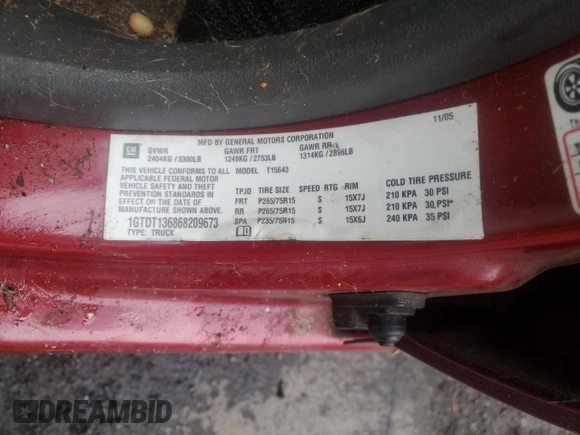 MFD BY GENERAL MOTORS CORPORATION
11/05
GM
GVWR GAWR FRT GAWR RR
2404KG / 5300LB 1249KG / 2753LB 1314KG / 2896LB
THIS VEHICLE CONFORMS TO ALL MODEL T15643
APPLICABLE FEDERAL MOTOR
VEHICLE SAFETY AND THEFT
PREVENTION STANDARDS IN
EFFECT ON THE DATE OF
MANUFACTURE SHOWN ABOVE.
1GTDT136868209673
TYPE: TRUCK
TPJD TIRE SIZE SPEED RTG RIM COLD TIRE PRESSURE
FRT P265/75R15 S 15X7J 210 KPA 30 PSI
RR P265/75R15 S 15X7J 210 KPA 30 PSI
SPA P235/75R15 S 15X6J 240 KPA 35 PSI
DREAMBID